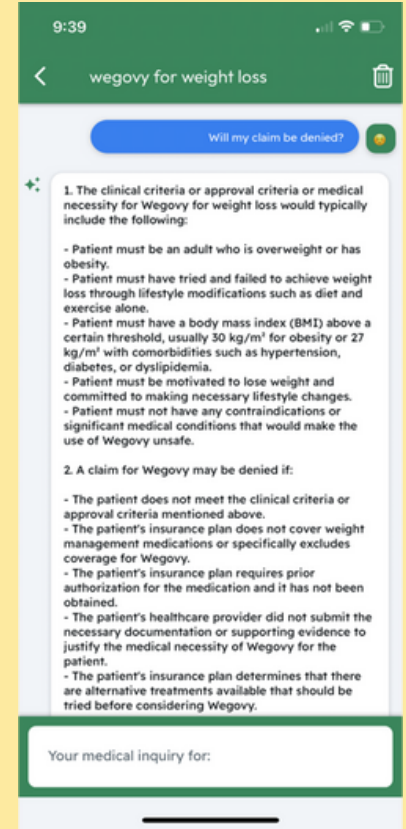 9:39
wegovy for weight loss
Will my claim be denied?
1. The clinical criteria or approval criteria or medical
necessity for Wegovy for weight loss would typically
include the following:
- Patient must be an adult who is overweight or has
obesity.
- Patient must have tried and failed to achieve weight
loss through lifestyle modifications such as diet and
exercise alone.
- Patient must have a body mass index (BMI) above a
certain threshold, usually 30 kg/m² for obesity or 27
kg/m² with comorbidities such as hypertension,
diabetes, or dyslipidemia.
- Patient must be motivated to lose weight and
committed to making necessary lifestyle changes.
- Patient must not have any contraindications or
significant medical conditions that would make the
use of Wegovy unsafe.
2. A claim for Wegovy may be denied if:
- The patient does not meet the clinical criteria or
approval criteria mentioned above.
- The patient's insurance plan does not cover weight
management medications or specifically excludes
coverage for Wegovy.
- The patient's insurance plan requires prior
authorization for the medication and it has not been
obtained.
- The patient's healthcare provider did not submit the
necessary documentation or supporting evidence to
justify the medical necessity of Wegovy for the
patient.
- The patient's insurance plan determines that there
are alternative treatments available that should be
tried before considering Wegovy.
Your medical inquiry for: